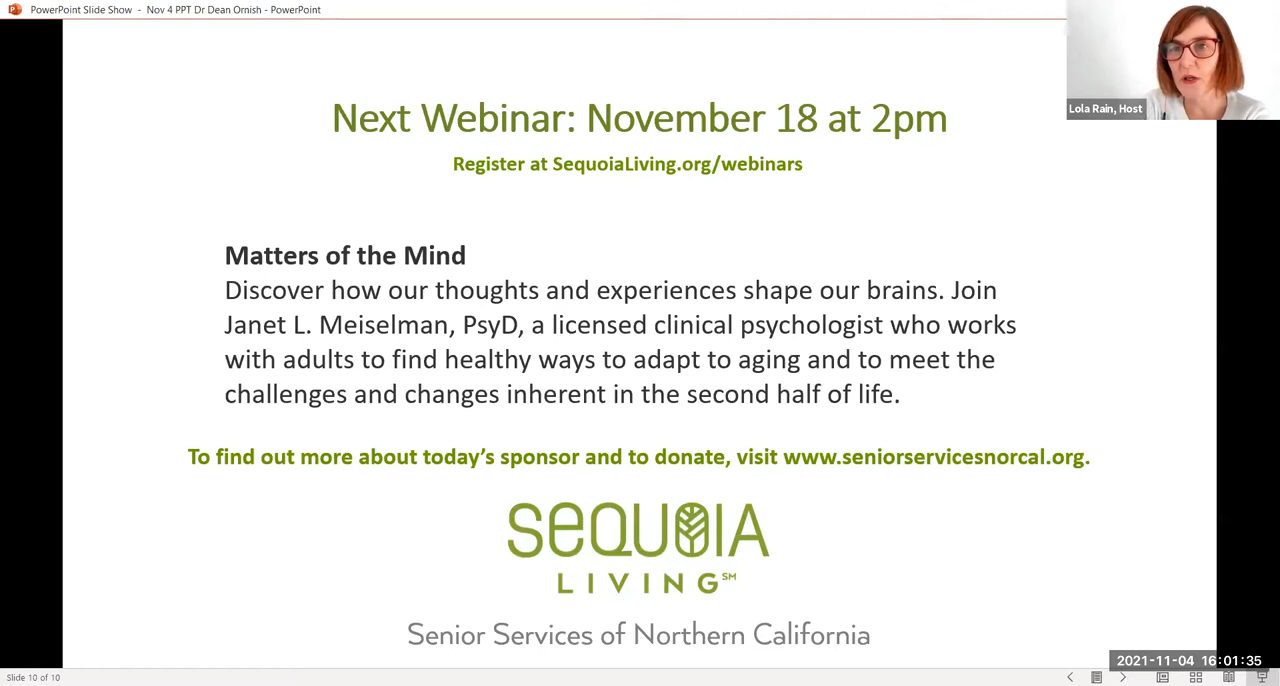 PowerPoint Slide Show - Nov 4 PPT Dr Dean Ornish - PowerPoint
Lola Rain, Host
Next Webinar: November 18 at 2pm
Register at SequoiaLiving.org/webinars
Matters of the Mind
Discover how our thoughts and experiences shape our brains. Join
Janet L. Meiselman, PsyD, a licensed clinical psychologist who works
with adults to find healthy ways to adapt to aging and to meet the
challenges and changes inherent in the second half of life.
To find out more about today's sponsor and to donate, visit www.seniorservicesnorcal.org.
SEQUOIA
LIVING SM
Senior Services of Northern California
2021-11-04 16:01:35
Slide 10 of 10